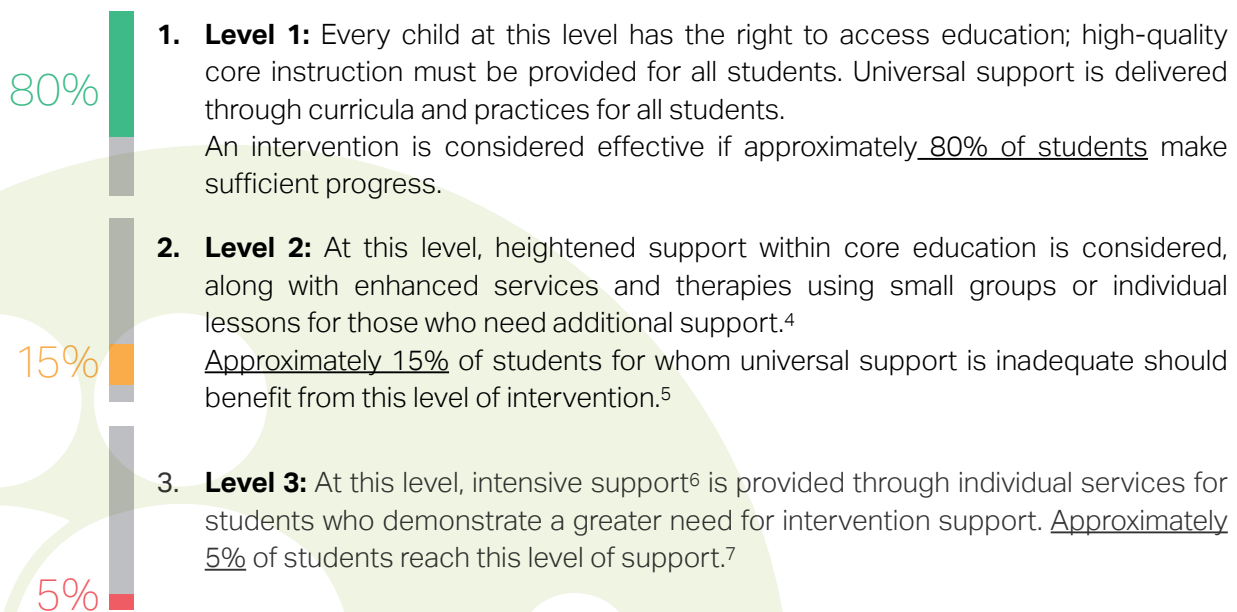 80%
1. Level 1: Every child at this level has the right to access education; high-quality
core instruction must be provided for all students. Universal support is delivered
through curricula and practices for all students.
An intervention is considered effective if approximately 80% of students make
sufficient progress.
15%
2. Level 2: At this level, heightened support within core education is considered,
along with enhanced services and therapies using small groups or individual
lessons for those who need additional support.4
Approximately 15% of students for whom universal support is inadequate should
benefit from this level of intervention.5
3. Level 3: At this level, intensive support6 is provided through individual services for
students who demonstrate a greater need for intervention support. Approximately
5% of students reach this level of support.7
5%